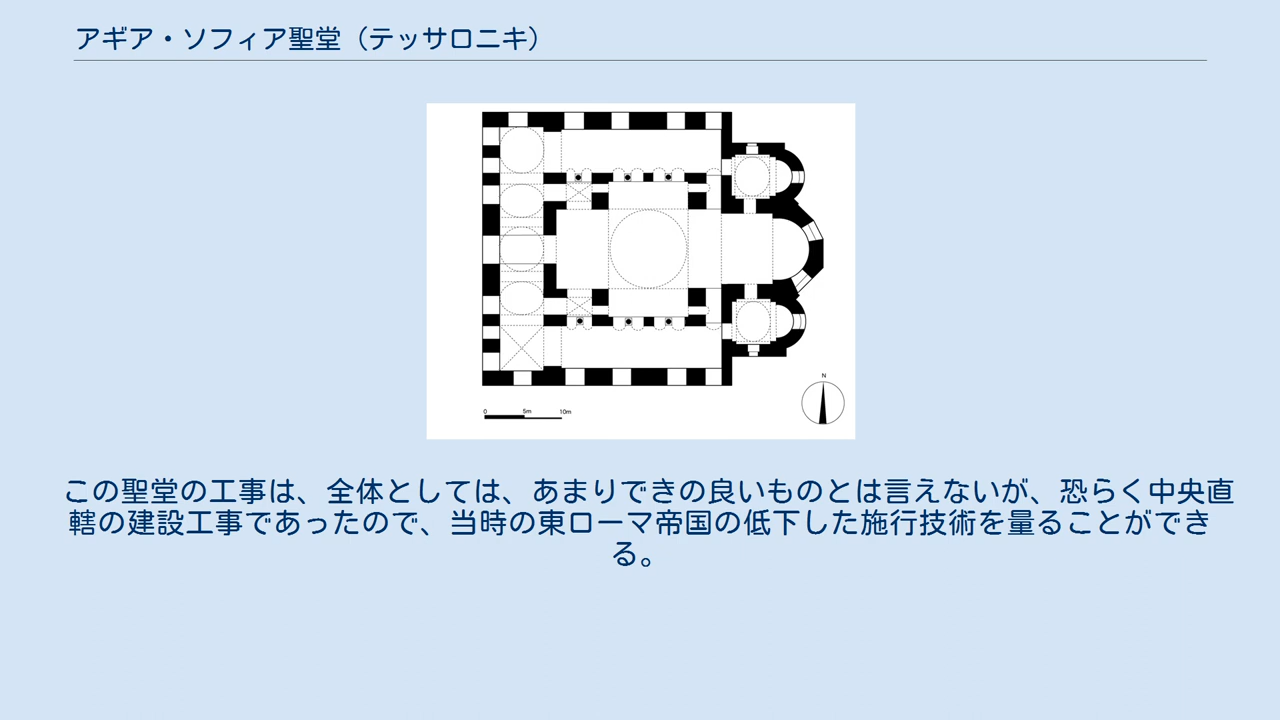 アギア・ソフィア聖堂（テッサロニキ）
N
0 5m 10m
この聖堂の工事は、全体としては、あまりできの良いものとは言えないが、恐らく中央直
轄の建設工事であったので、当時の東ローマ帝国の低下した施行技術を量ることができ
る。